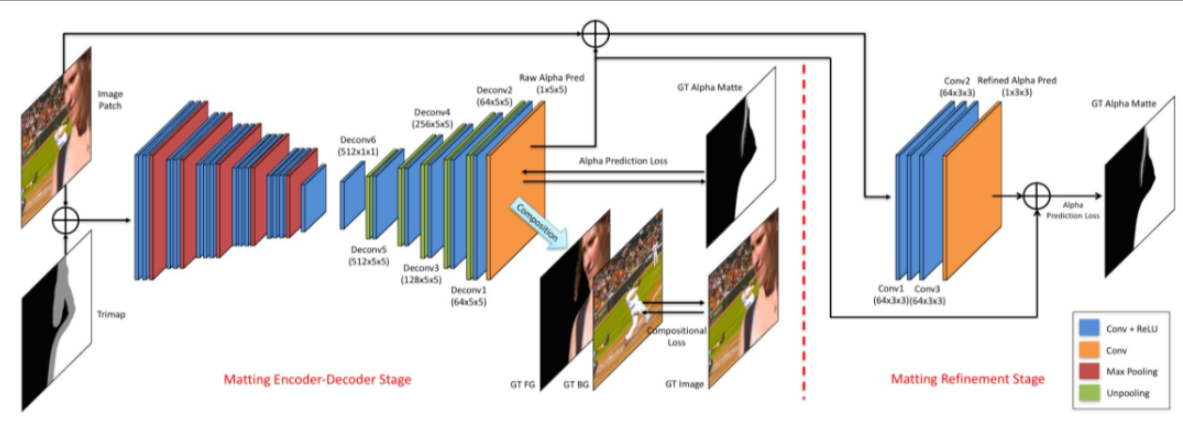 Image
Patch
Trimap
Deconv6
(512x1x1)
Deconv5
(512x5x5)
Deconv4
(256x5x5)
Deconv3
(128x5x5)
Deconv2
(64x5x5)
Deconv1
(64x5x5)
Raw Alpha Pred
(1x5x5)
GT Alpha Matte
Alpha Prediction Loss
Composition
Compositional
Loss
GT FG
GT BG
GT Image
Matting Encoder-Decoder Stage
Conv2
(64x3x3)
Refined Alpha Pred
(1x3x3)
GT Alpha Matte
Alpha
Prediction Loss
Conv1
(64x3x3)
Conv3
(64x3x3)
Matting Refinement Stage
Conv + ReLU
Conv
Max Pooling
Unpooling